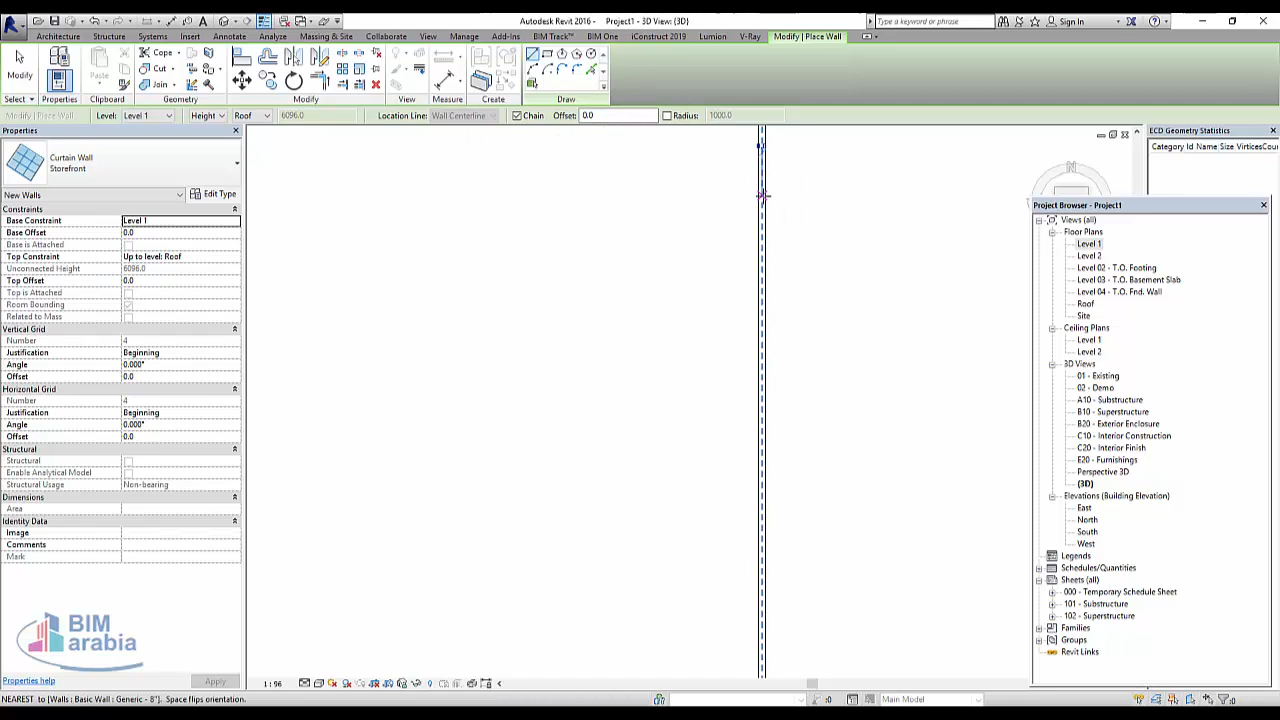 Autodesk Revit 2016 - Project1 - 3D View: {3D}
Type a keyword or phrase
Sign In
Architecture Structure Systems Insert Annotate Analyze Massing & Site Collaborate View Manage Add-Ins BIM Track™ BIM One iConstruct 2019 Lumion V-Ray Modify | Place Wall
Modify
Properties
Paste
Cope
Cut
Join
Select Properties Clipboard Geometry Modify View Measure Create Draw
Modify | Place Wall Level: Level 1 Height Roof 6096.0 Location Line: Wall Centerline Chain Offset: 0.0 Radius: 1000.0
Properties
Curtain Wall
Storefront
New Walls Edit Type
Constraints
Base Constraint Level 1
Base Offset 0.0
Base is Attached
Top Constraint Up to level: Roof
Unconnected Height 6096.0
Top Offset 0.0
Top is Attached
Room Bounding
Related to Mass
Vertical Grid
Number 4
Justification Beginning
Angle 0.000°
Offset 0.0
Horizontal Grid
Number 4
Justification Beginning
Angle 0.000°
Offset 0.0
Structural
Structural
Enable Analytical Model
Structural Usage Non-bearing
Dimensions
Area
Identity Data
Image
Comments
Mark
BIM
arabia
Properties help Apply
ECD Geometry Statistics
Category Id Name Size VirticesCou
N
Project Browser - Project1
Views (all)
Floor Plans
Level 1
Level 2
Level 02 - T.O. Footing
Level 03 - T.O. Basement Slab
Level 04 - T.O. Fnd. Wall
Roof
Site
Ceiling Plans
Level 1
Level 2
3D Views
01 - Existing
02 - Demo
A10 - Substructure
B10 - Superstructure
B20 - Exterior Enclosure
C10 - Interior Construction
C20 - Interior Finish
E20 - Furnishings
Perspective 3D
{3D}
Elevations (Building Elevation)
East
North
South
West
Legends
Schedules/Quantities
Sheets (all)
000 - Temporary Schedule Sheet
101 - Substructure
102 - Superstructure
Families
Groups
Revit Links
1 : 96
NEAREST to [Walls : Basic Wall : Generic - 8"]. Space flips orientation.
:0 Main Model :0